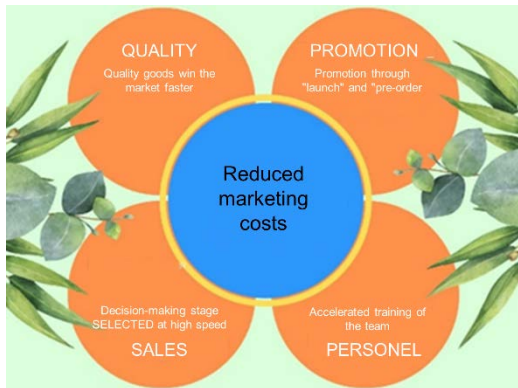 QUALITY
Quality goods win the
market faster
PROMOTION
Promotion through
"launch" and "pre-order
Reduced
marketing
costs
Decision-making stage
SELECTED at high speed
SALES
Accelerated training of
the team
PERSONEL